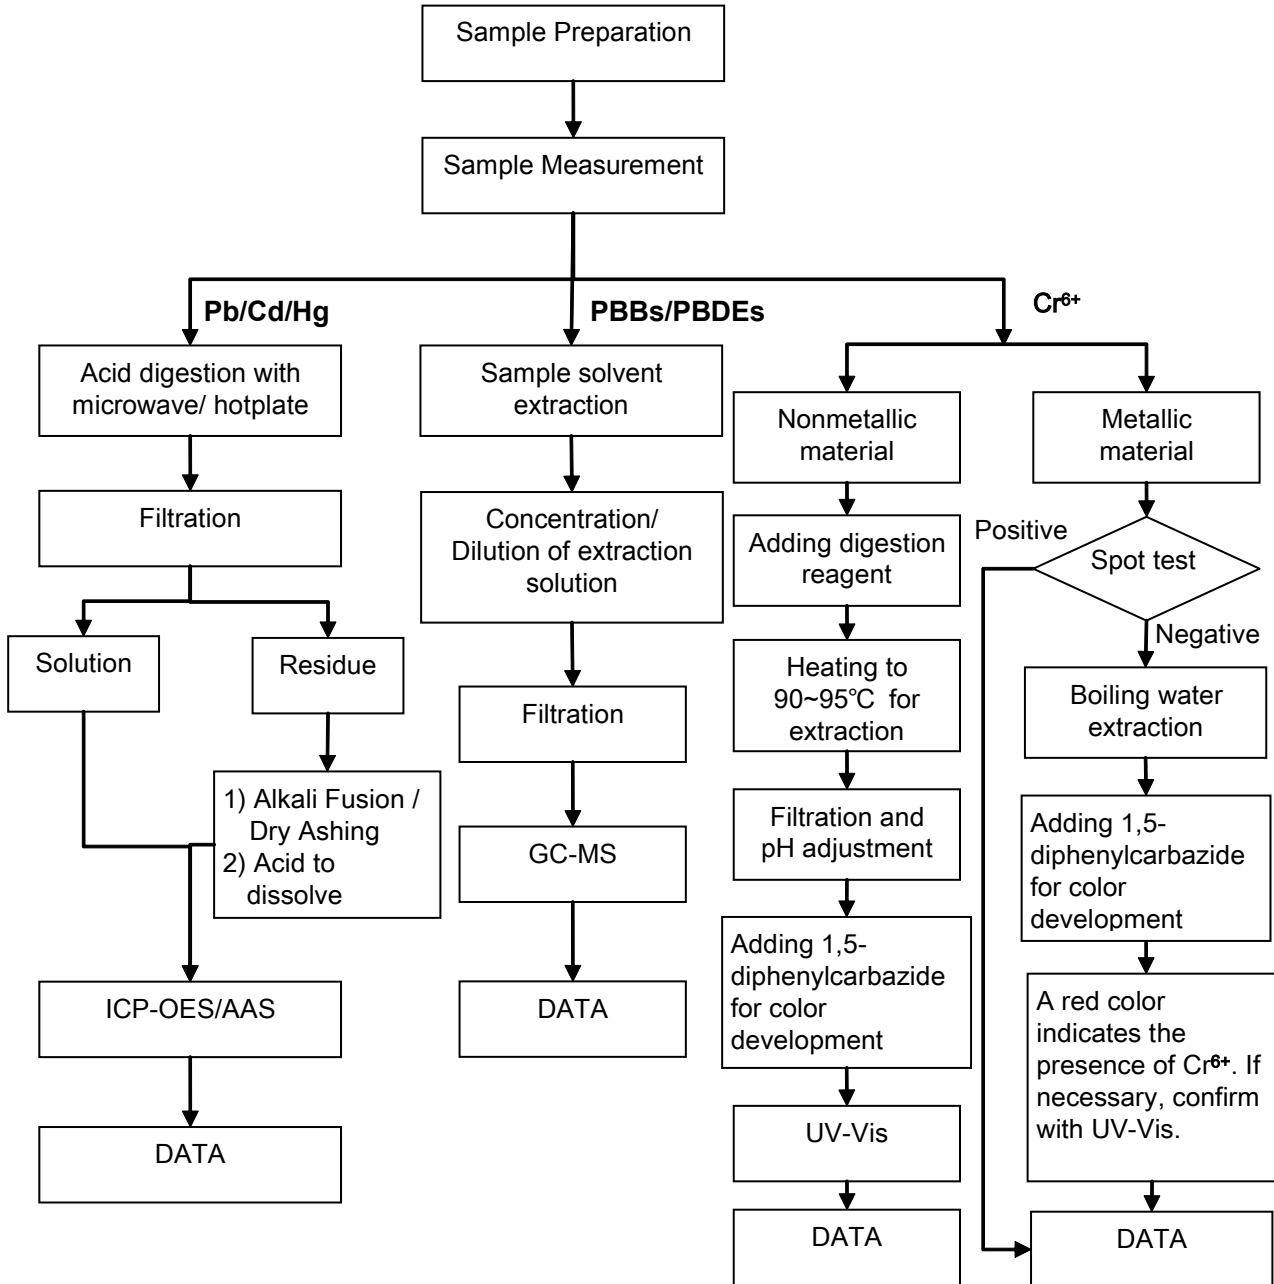 Sample Preparation
Sample Measurement
Pb/Cd/Hg
PBBs/PBDEs
Cr⁶⁺
Acid digestion with
microwave/ hotplate
Filtration
Solution
Residue
1) Alkali Fusion /
Dry Ashing
2) Acid to
dissolve
ICP-OES/AAS
DATA
Sample solvent
extraction
Concentration/
Dilution of extraction
solution
Filtration
GC-MS
DATA
Nonmetallic
material
Adding digestion
reagent
Heating to
90~95℃ for
extraction
Filtration and
pH adjustment
Adding 1,5-
diphenylcarbazide
for color
development
UV-Vis
DATA
Metallic
material
Positive
Spot test
Negative
Boiling water
extraction
Adding 1,5-
diphenylcarbazide
for color
development
A red color
indicates the
presence of Cr⁶⁺. If
necessary, confirm
with UV-Vis.
DATA